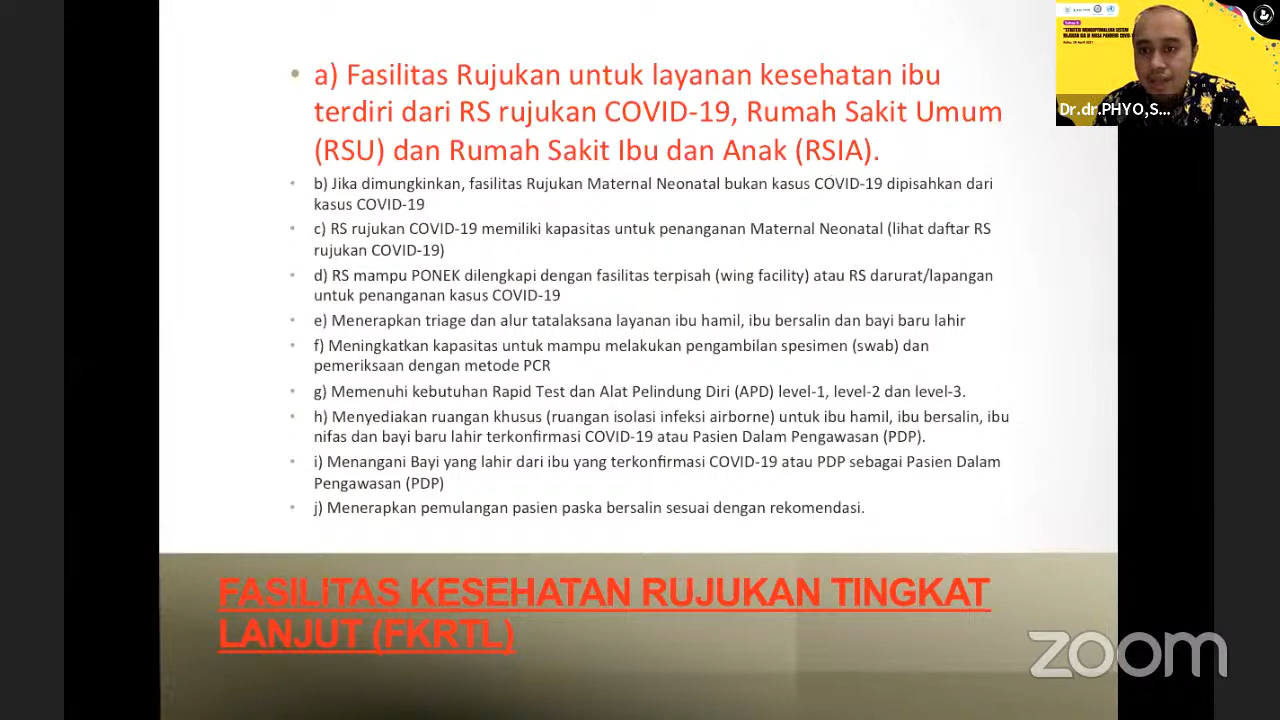 • a) Fasilitas Rujukan untuk layanan kesehatan ibu
terdiri dari RS rujukan COVID-19, Rumah Sakit Umum
(RSU) dan Rumah Sakit Ibu dan Anak (RSIA).
• b) Jika dimungkinkan, fasilitas Rujukan Maternal Neonatal bukan kasus COVID-19 dipisahkan dari
kasus COVID-19
• c) RS rujukan COVID-19 memiliki kapasitas untuk penanganan Maternal Neonatal (lihat daftar RS
rujukan COVID-19)
• d) RS mampu PONEK dilengkapi dengan fasilitas terpisah (wing facility) atau RS darurat/lapangan
untuk penanganan kasus COVID-19
• e) Menerapkan triage dan alur tatalaksana layanan ibu hamil, ibu bersalin dan bayi baru lahir
• f) Meningkatkan kapasitas untuk mampu melakukan pengambilan spesimen (swab) dan
pemeriksaan dengan metode PCR
• g) Memenuhi kebutuhan Rapid Test dan Alat Pelindung Diri (APD) level-1, level-2 dan level-3.
• h) Menyediakan ruangan khusus (ruangan isolasi infeksi airborne) untuk ibu hamil, ibu bersalin, ibu
nifas dan bayi baru lahir terkonfirmasi COVID-19 atau Pasien Dalam Pengawasan (PDP).
• i) Menangani Bayi yang lahir dari ibu yang terkonfirmasi COVID-19 atau PDP sebagai Pasien Dalam
Pengawasan (PDP)
• j) Menerapkan pemulangan pasien paska bersalin sesuai dengan rekomendasi.
FASILITAS KESEHATAN RUJUKAN TINGKAT
LANJUT (FKRTL)
Dr.dr.PHYO,S...
zoom